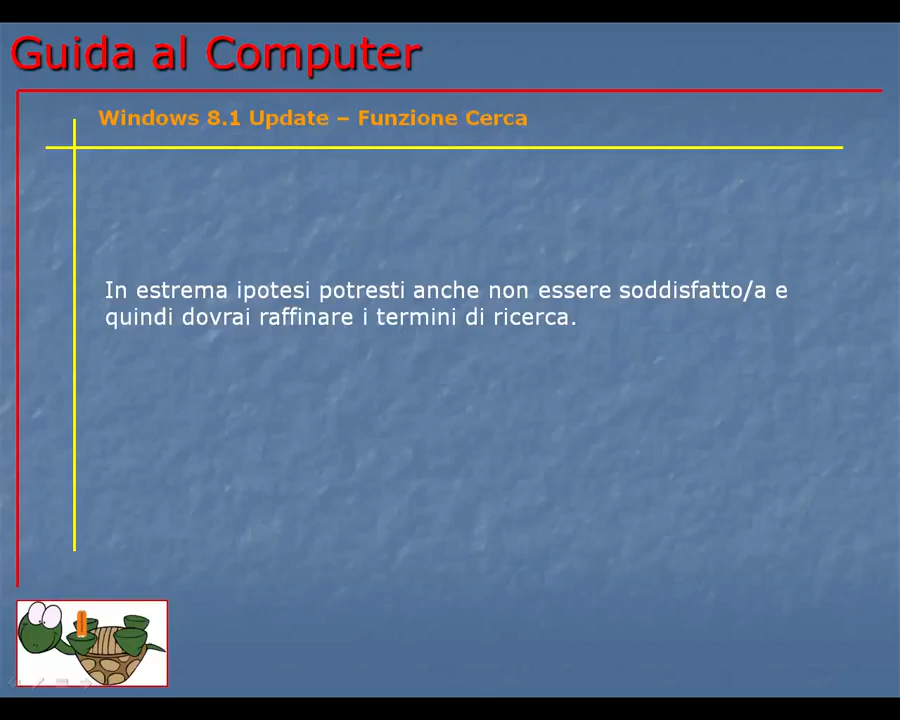 Guida al Computer
Windows 8.1 Update – Funzione Cerca
In estrema ipotesi potresti anche non essere soddisfatto/a e
quindi dovrai raffinare i termini di ricerca.